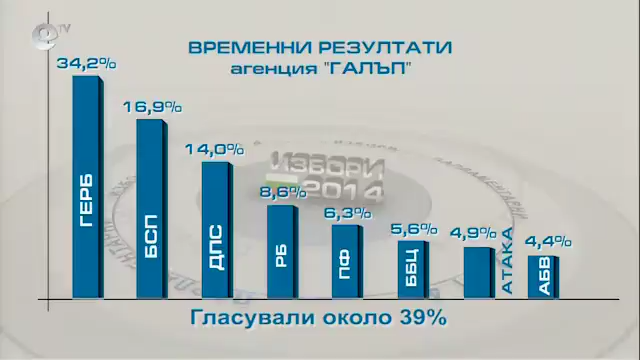 TV
ВРЕМЕННИ РЕЗУЛТАТИ
агенция "ГАЛЪП"
34,2%
16,9%
14,0%
8,6%
6,3%
5,6%
4,9%
4,4%
ГЕРБ
БСП
ДПС
РБ
ПФ
ББЦ
АТАКА
АБВ
ИЗБОРИ
2014
Гласували около 39%